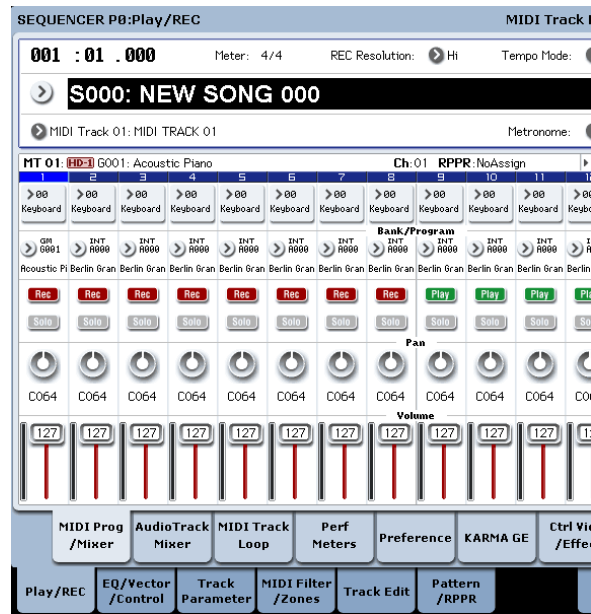 SEQUENCER P0:Play/REC MIDI Track
001 :01 .000 Meter: 4/4 REC Resolution: Hi Tempo Mode:
S000: NEW SONG 000
MIDI Track 01: MIDI TRACK 01 Metronome:
MT 01: HD-1 G001: Acoustic Piano Ch:01 RPPR:NoAssign
1 2 3 4 5 6 7 8 9 10 11
00 00 00 00 00 00 00 00 00 00 00
Keyboard Keyboard Keyboard Keyboard Keyboard Keyboard Keyboard Keyboard Keyboard Keyboard Keyboard
Bank/Program
GM INT INT INT INT INT INT INT INT INT INT
G001 A000 A000 A000 A000 A000 A000 A000 A000 A000 A000
Acoustic Pi Berlin Gran Berlin Gran Berlin Gran Berlin Gran Berlin Gran Berlin Gran Berlin Gran Berlin Gran Berlin Gran Berlin Gran Berlin
Rec Rec Rec Rec Rec Rec Rec Rec Play Play Play
Solo Solo Solo Solo Solo Solo Solo Solo Solo Solo Solo
Pan
C064 C064 C064 C064 C064 C064 C064 C064 C064 C064 C064
Volume
127 127 127 127 127 127 127 127 127 127 127
MIDI Prog AudioTrack MIDI Track Perf Preference KARMA GE Ctrl
/Mixer Mixer Loop Meters
Play/REC EQ/Vector Track MIDI Filter Track Edit Pattern
/Control Parameter /Zones /RPPR